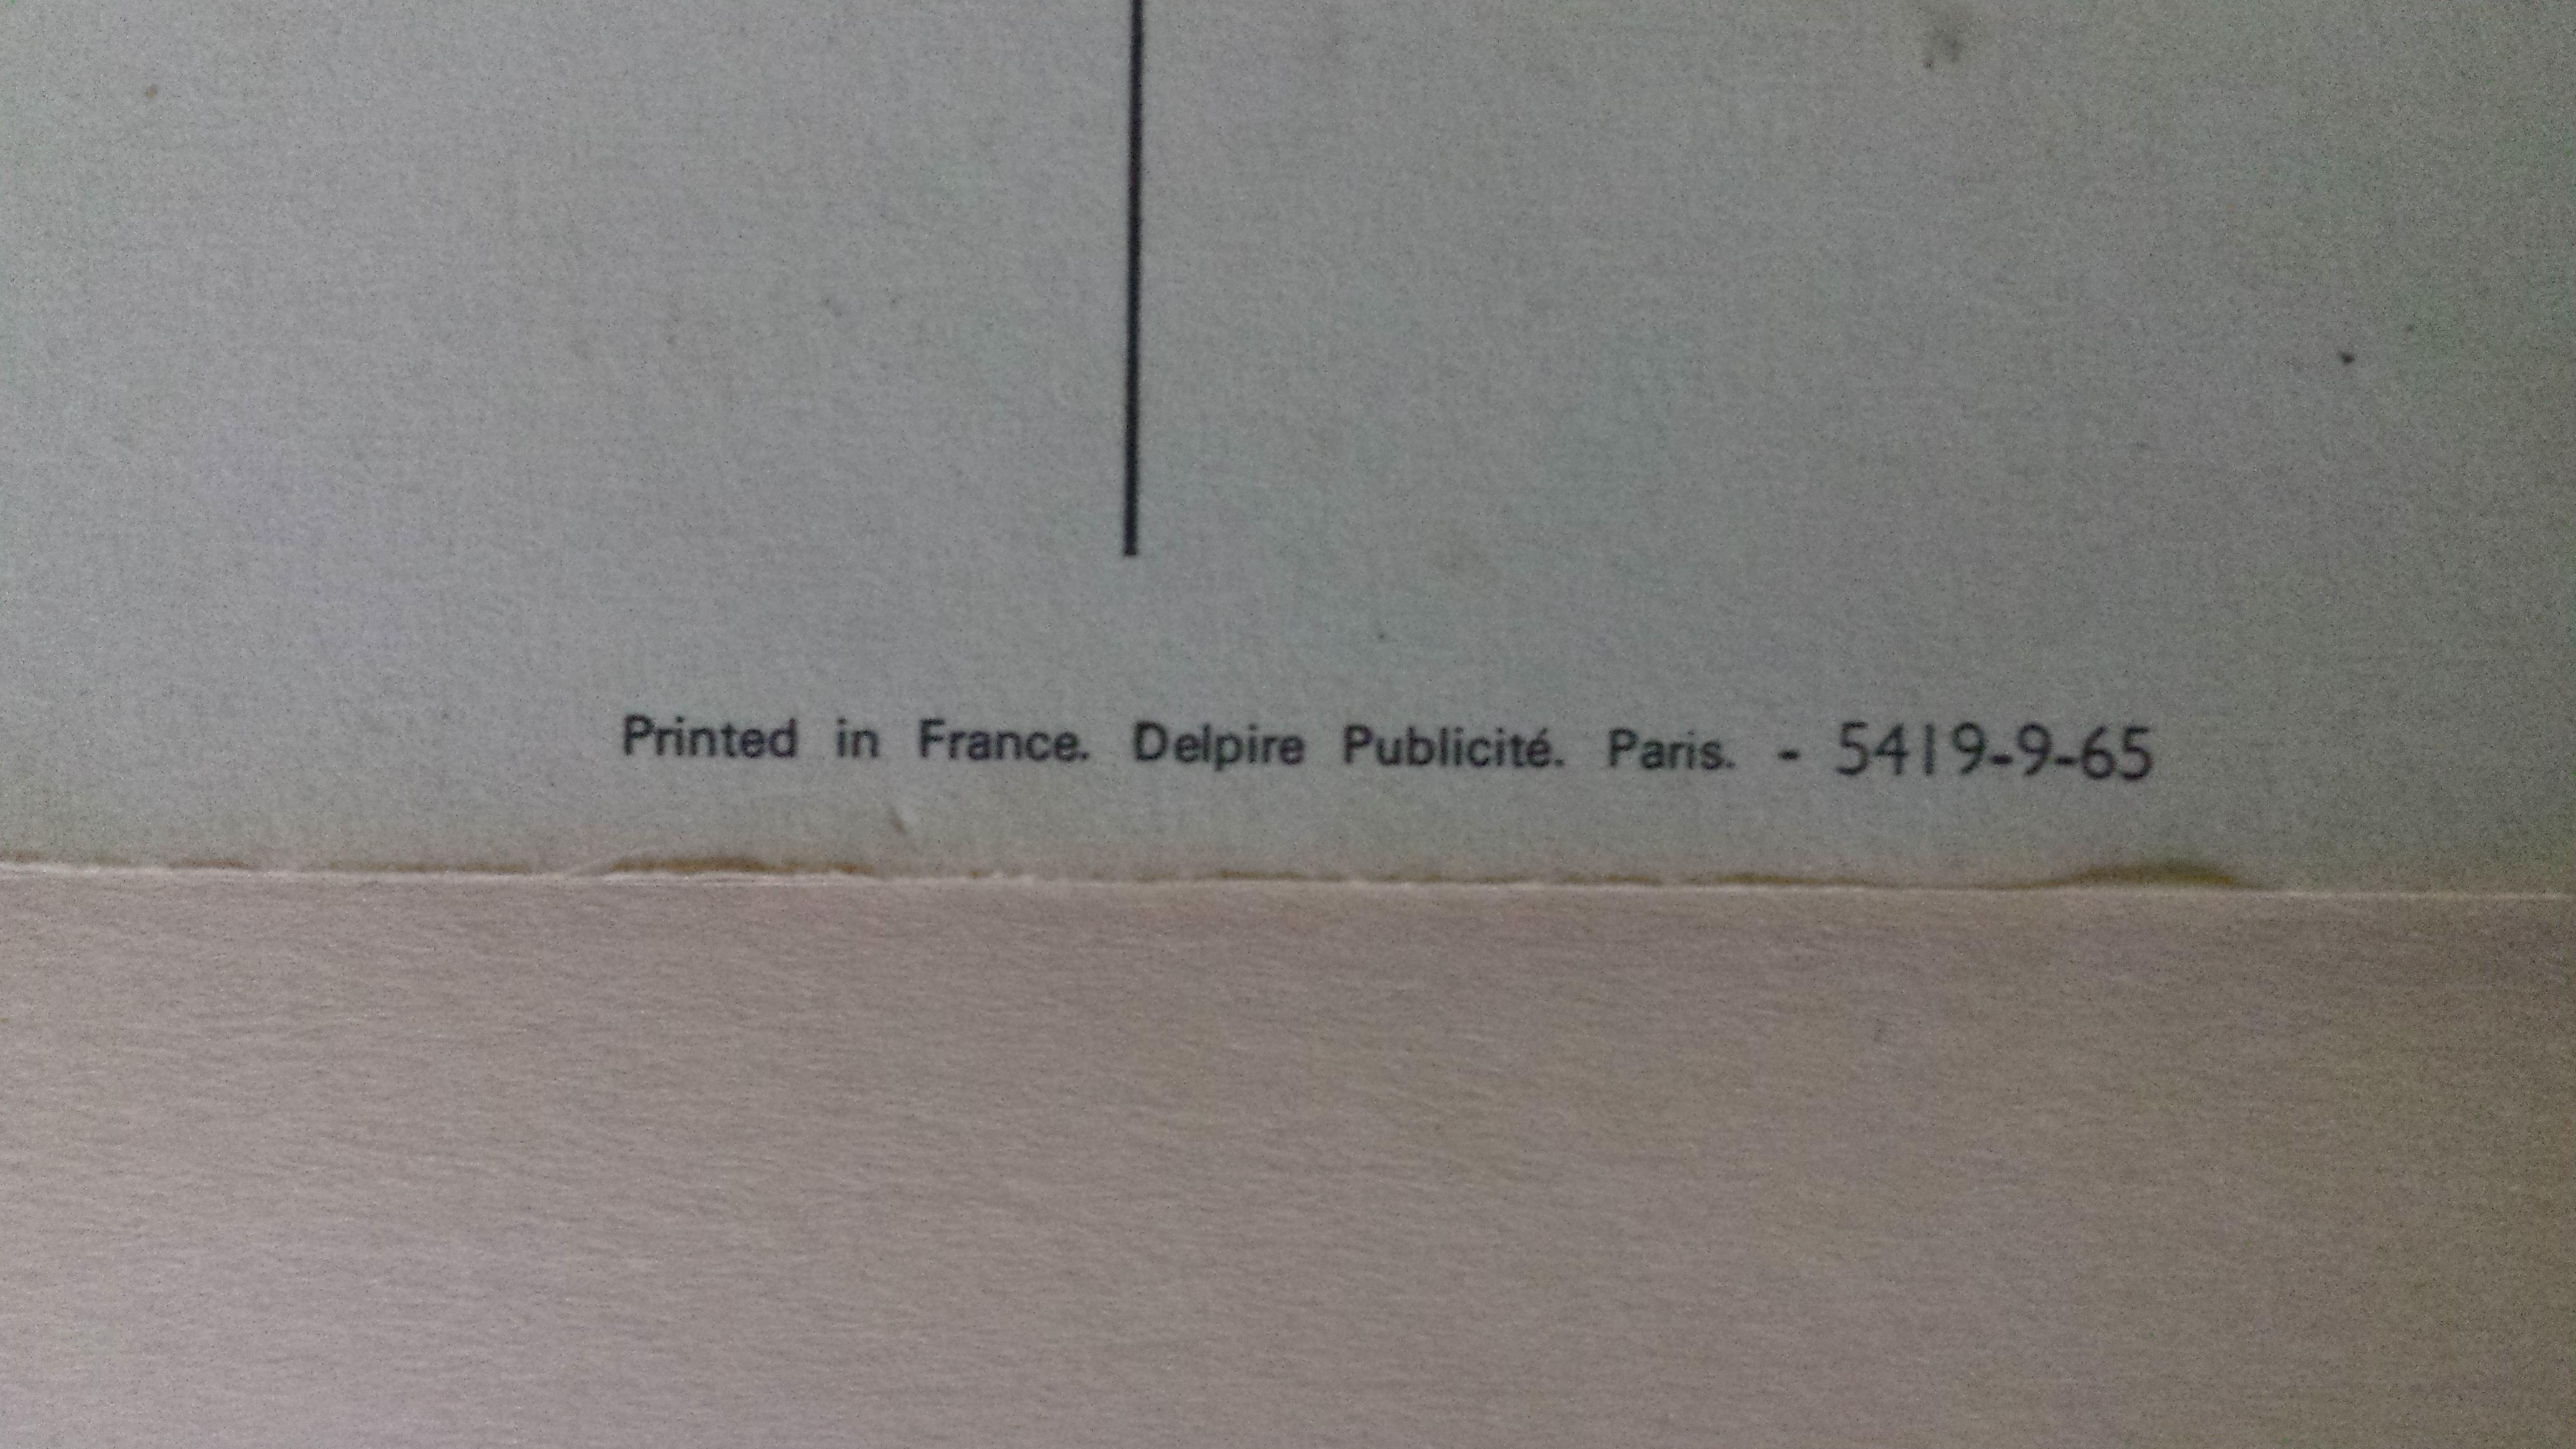 Printed in France. Delpire Publicité. Paris. - 5419-9-65